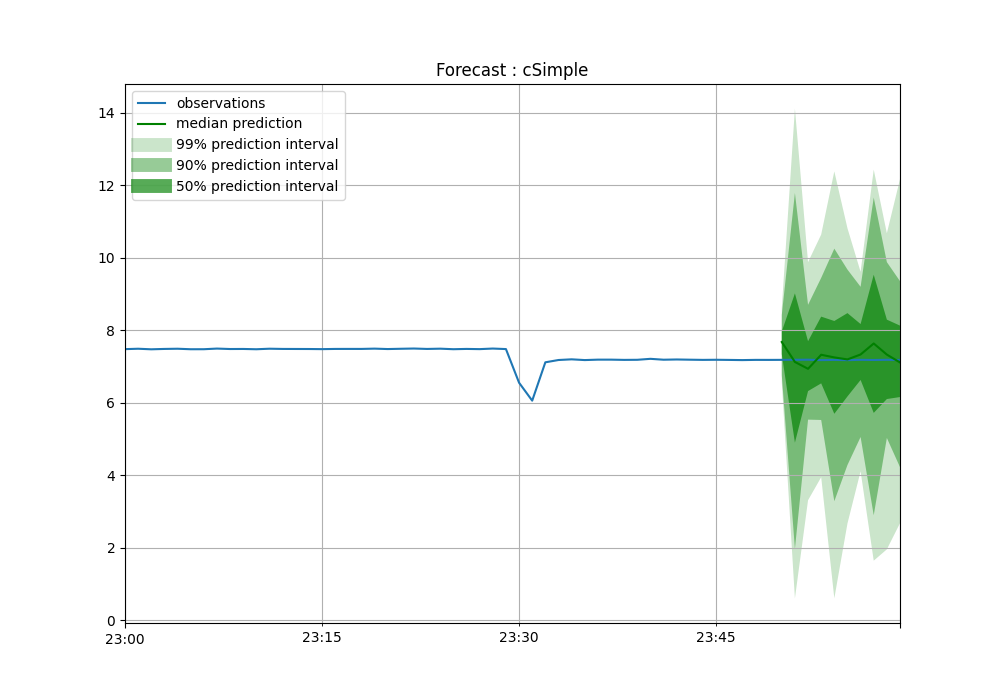 Forecast : cSimple
observations
median prediction
99% prediction interval
90% prediction interval
50% prediction interval
14
12
10
8
6
4
2
0
23:00
23:15
23:30
23:45